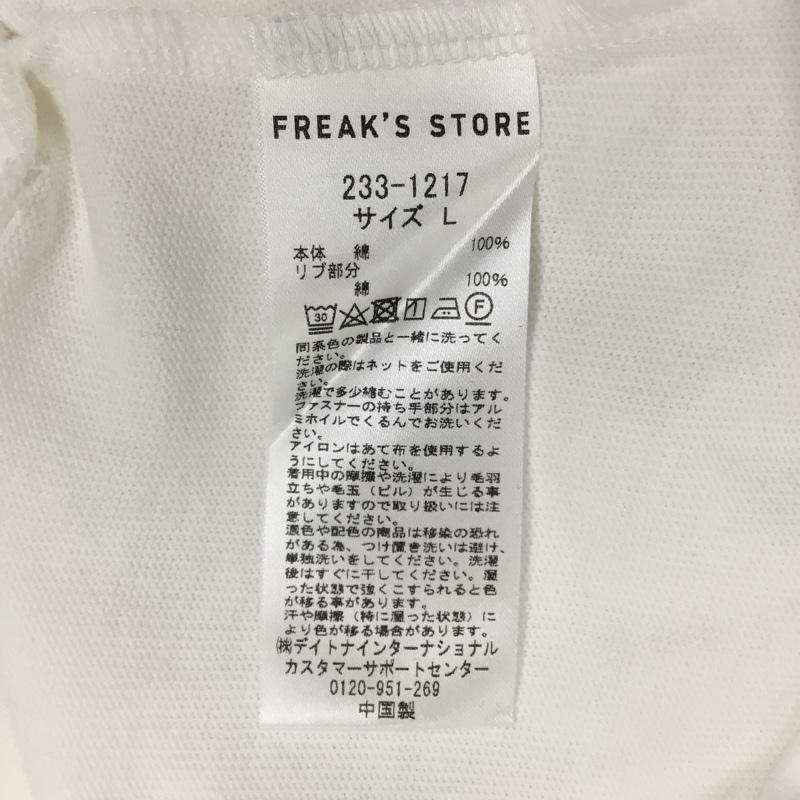 FREAK'S STORE
233-1217
サイズ L
本体 綿 100%
リブ部分
綿 100%
30 F
同系色の製品と一緒に洗ってく
ださい。
洗濯の際はネットをご使用くだ
さい。
洗濯で多少縮むことがあります。
ファスナーの持ち手部分はアル
ミホイルでくるんでお洗いくだ
さい。
アイロンはあて布を使用するよ
うにしてください。
着用中の摩擦や洗濯により毛羽
立ちや毛玉（ピル）が生じる事
がありますので取り扱いには注
意してください。
濃色や配色の商品は移染の恐れ
がある為、つけ置き洗いは避け、
単独洗いをしてください。洗濯
後はすぐに干してください。湿
った状態で強くこすられると色
が移る事があります。
汗や摩擦（特に湿った状態）に
より色が移る場合があります。
㈱デイトナインターナショナル
カスタマーサポートセンター
0120-951-269
中国製